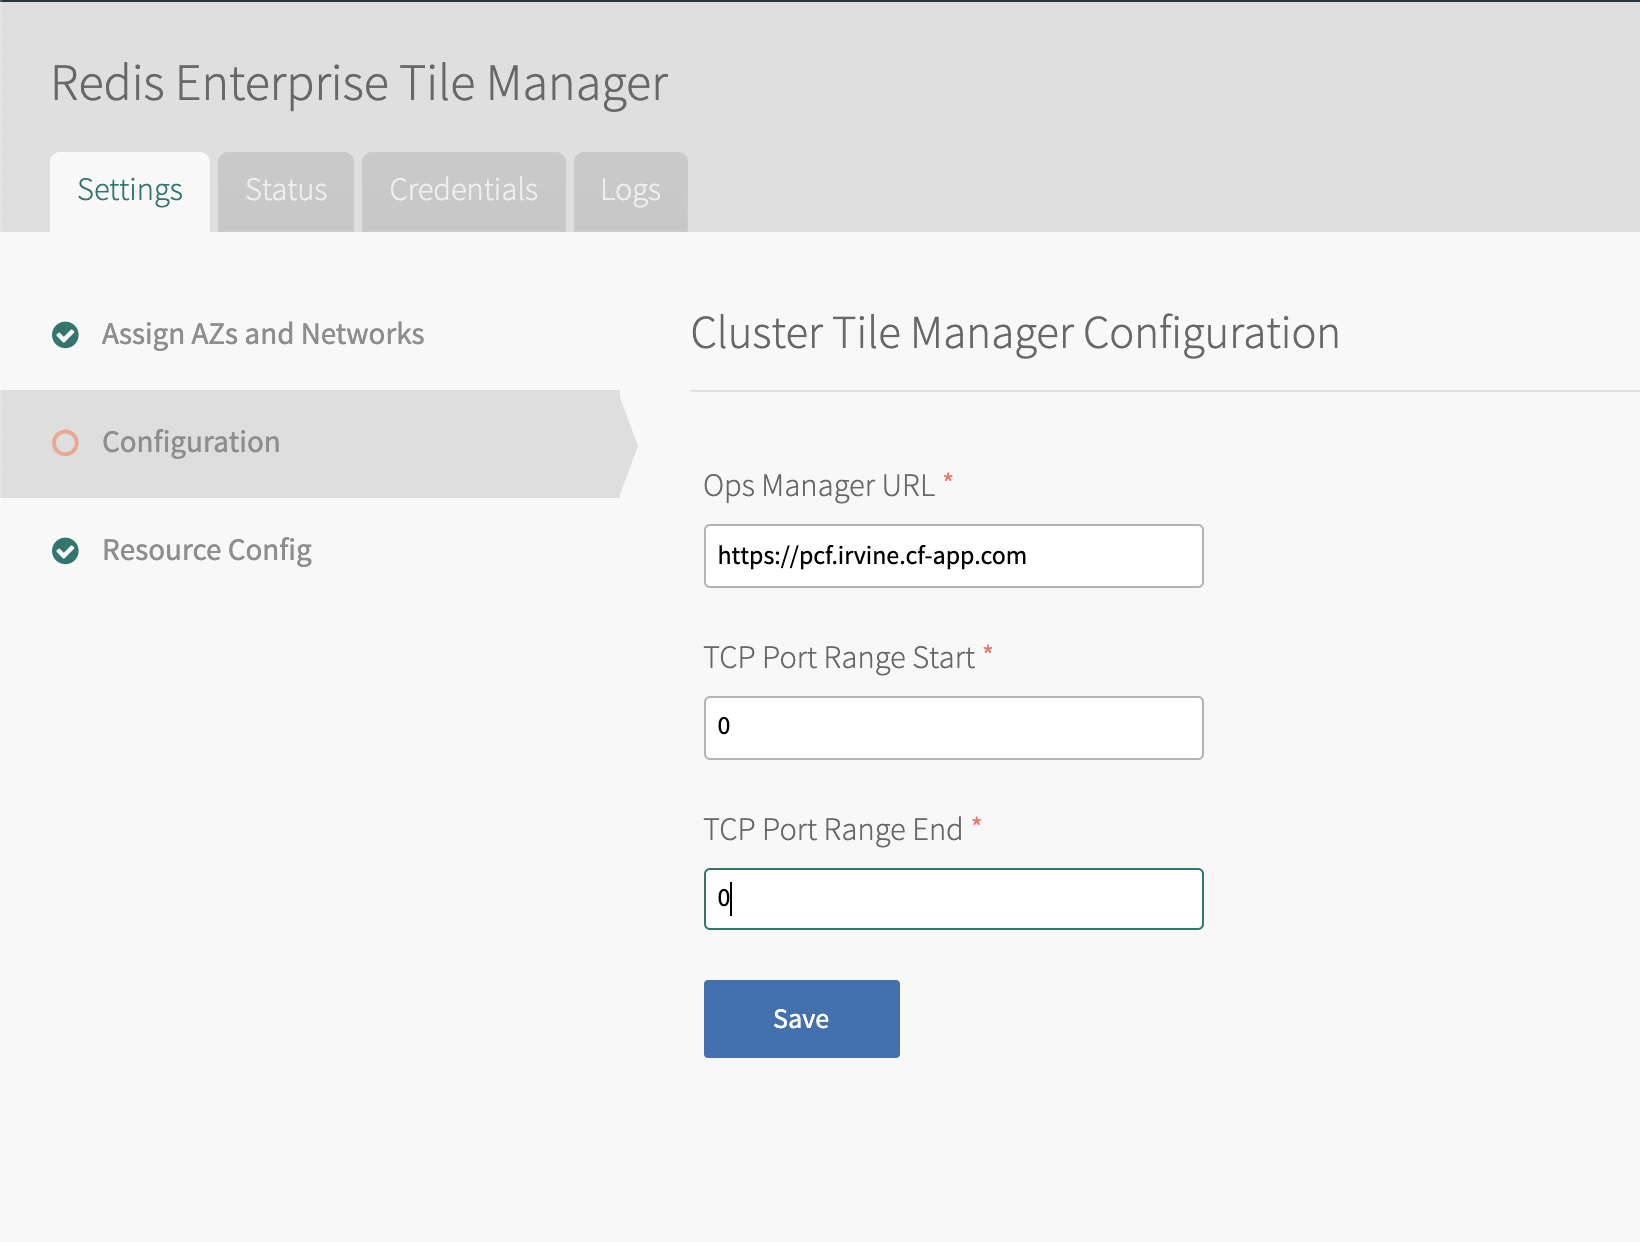 Redis Enterprise Tile Manager
Settings
Status
Credentials
Logs
Assign AZs and Networks
Configuration
Resource Config
Cluster Tile Manager Configuration
Ops Manager URL *
https://pcf.irvine.cf-app.com
TCP Port Range Start *
0
TCP Port Range End *
0
Save